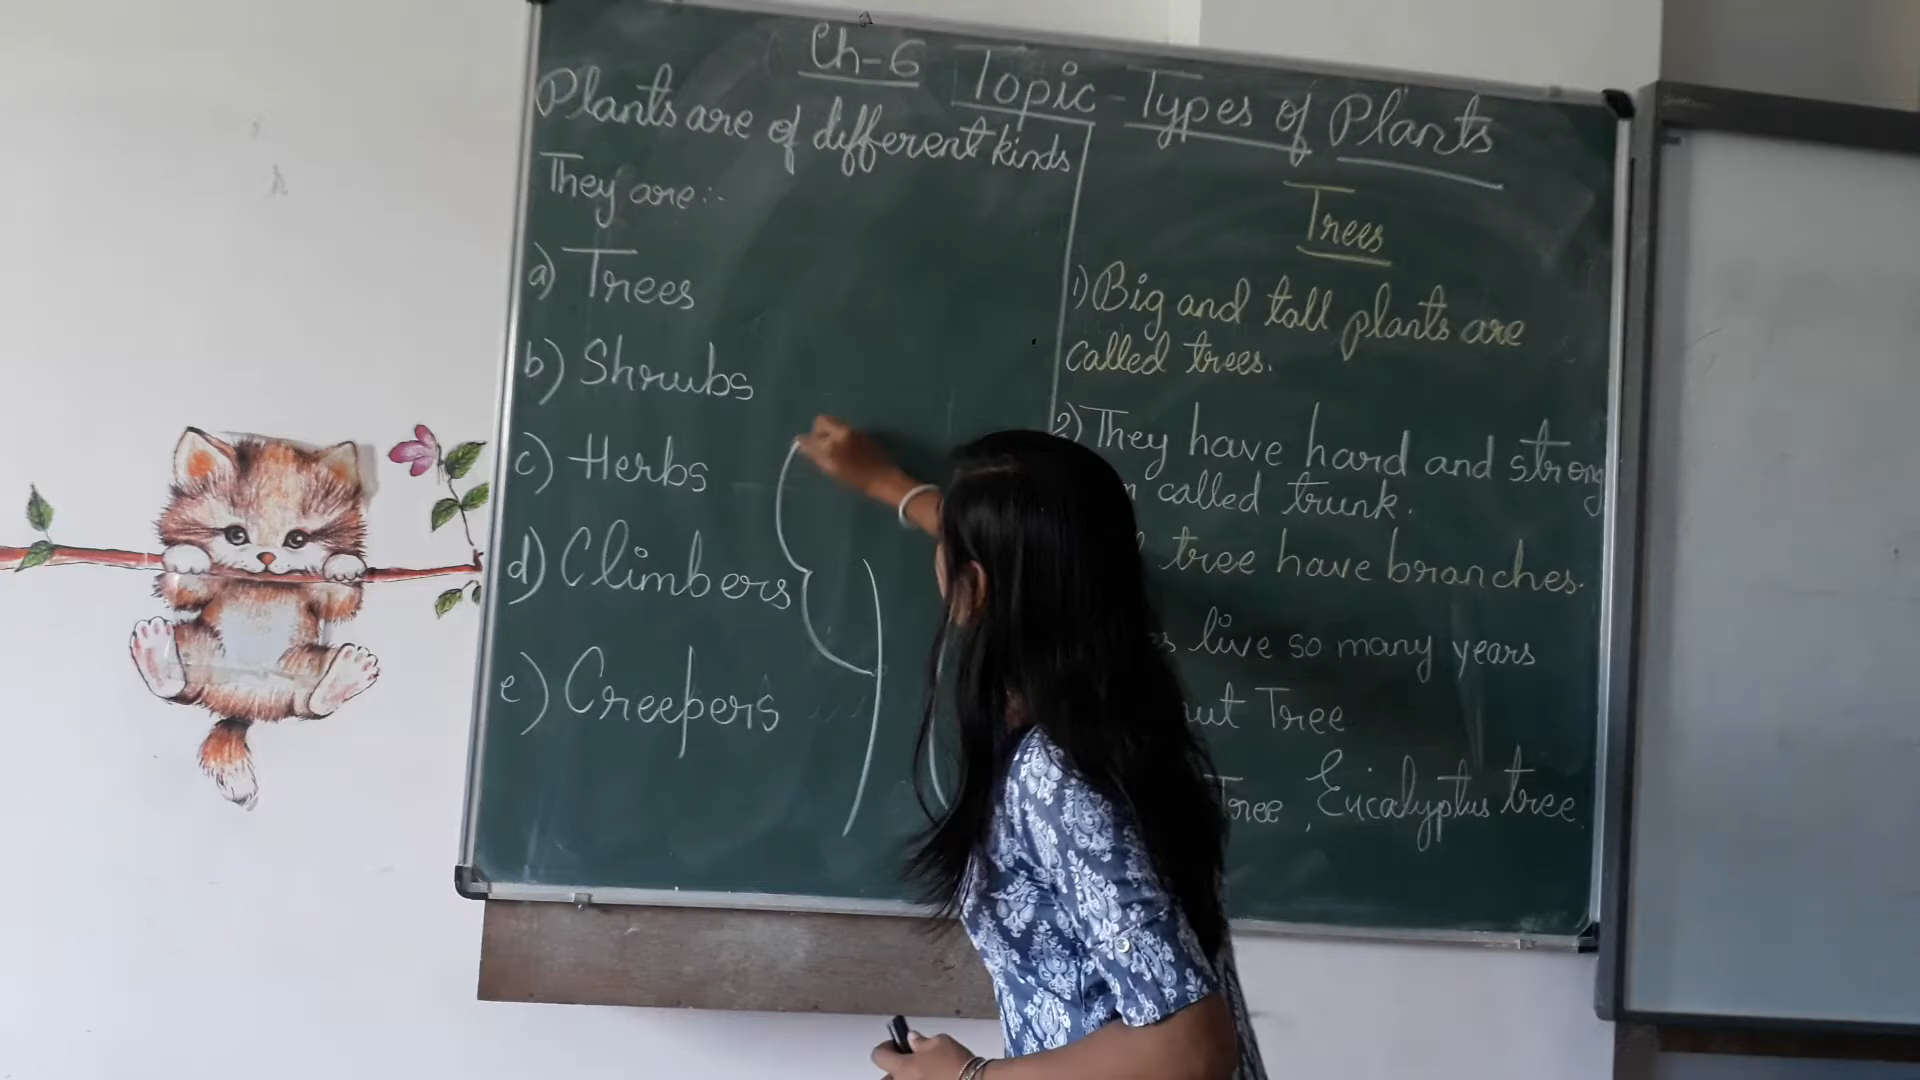 Ch-6 Topic - Types of Plants
Plants are of different kinds
They are:-
a) Trees
b) Shrubs
c) Herbs
d) Climbers
e) Creepers
Trees
1) Big and tall plants are
called trees.
2) They have hard and strong
called trunk.
tree have branches.
live so many years
Tree
Tree, Eucalyptus tree.